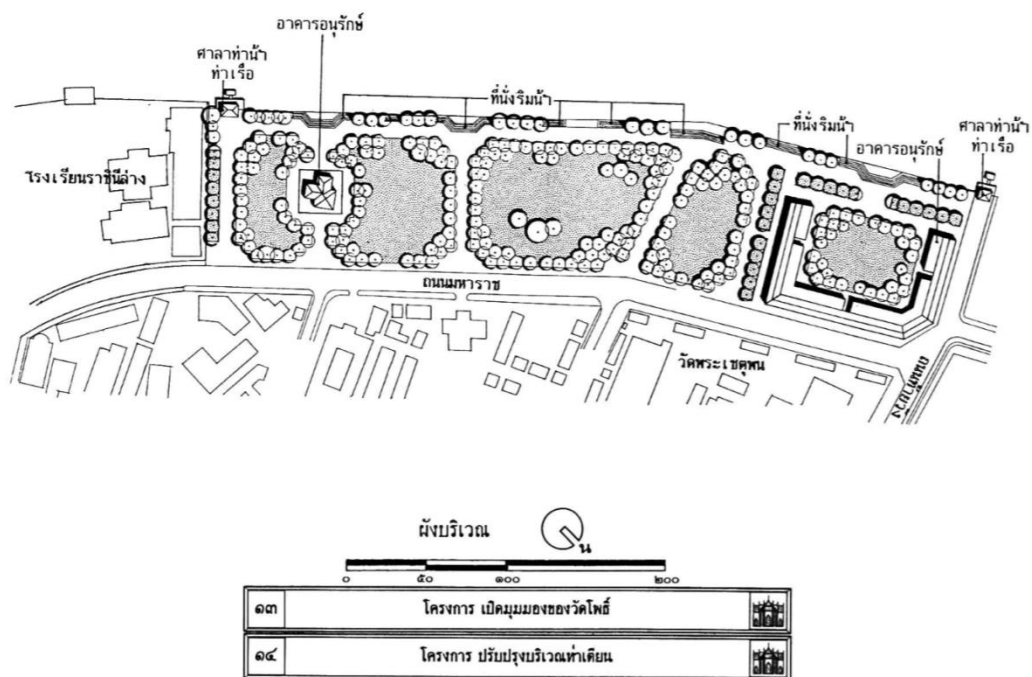 อาคารอนุรักษ์
ศาลาท่าน้ำ
ท่าเรือ
ที่นั่งริมน้ำ
ที่นั่งริมน้ำ
อาคารอนุรักษ์
ศาลาท่าน้ำ
ท่าเรือ
โรงเรียนราชินีล่าง
ถนนมหาราช
วัดพระเชตุพน
ถนนท้ายวัง
ผังบริเวณ
น
๐ ๕๐ ๑๐๐ ๒๐๐
๑๓ โครงการ เปิดมุมมองของวัดโพธิ์
๑๔ โครงการ ปรับปรุงบริเวณท่าเตียน